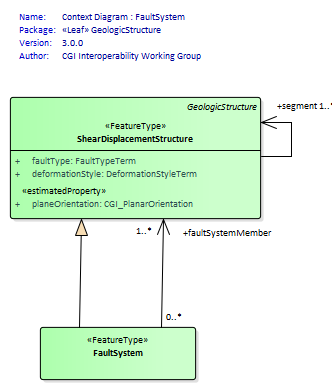 Name: Context Diagram : FaultSystem
Package: «Leaf» GeologicStructure
Version: 3.0.0
Author: CGI Interoperability Working Group
GeologicStructure
+segment 1..*
«FeatureType»
ShearDisplacementStructure
+ faultType: FaultTypeTerm
+ deformationStyle: DeformationStyleTerm
«estimatedProperty»
+ planeOrientation: CGI_PlanarOrientation
1..*
+faultSystemMember
0..*
«FeatureType»
FaultSystem